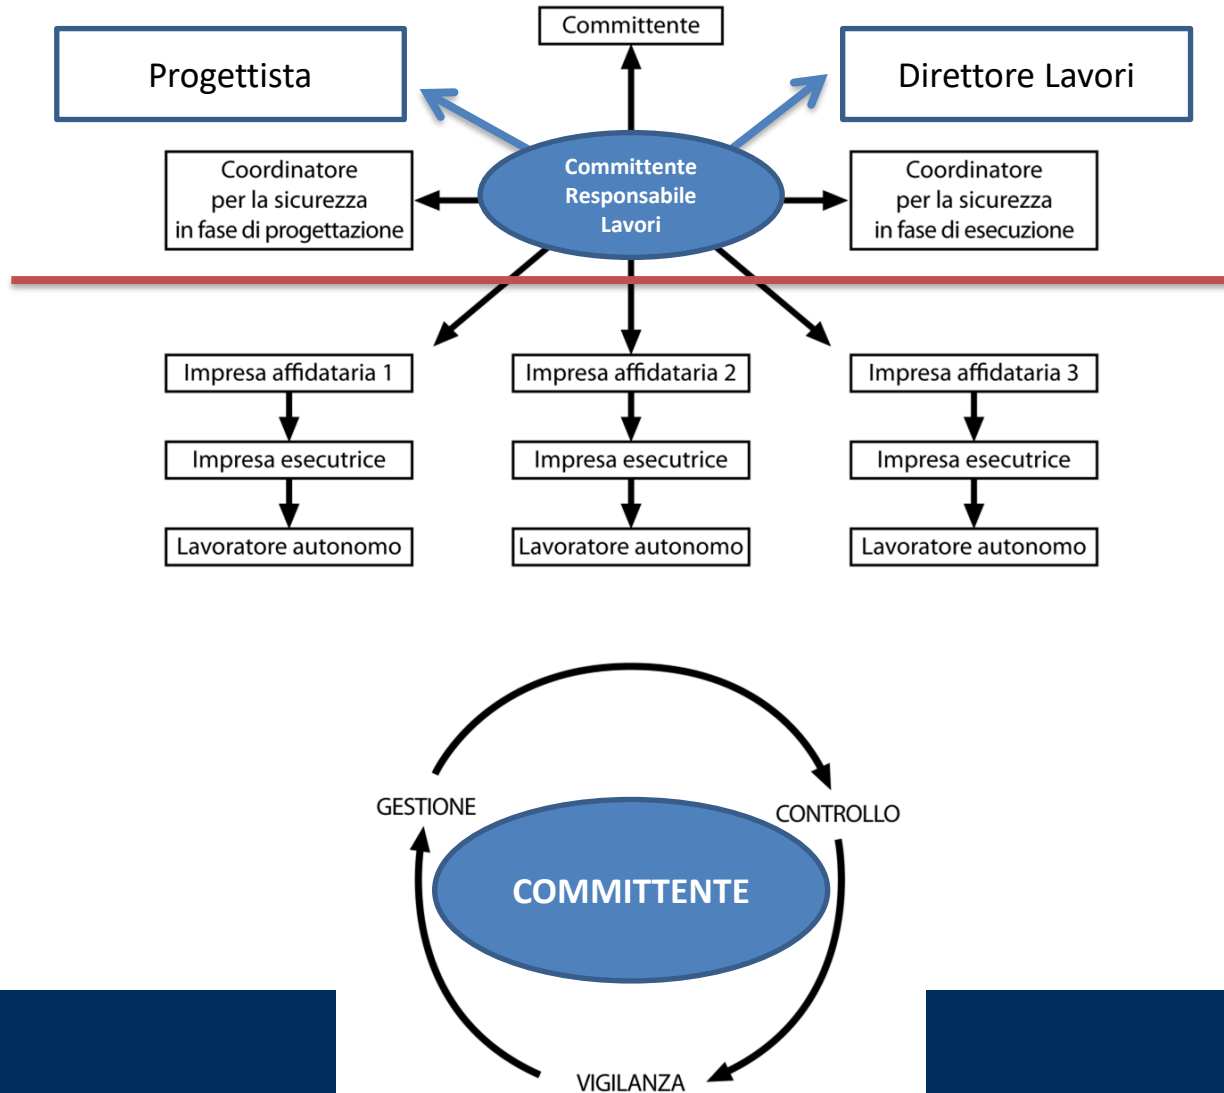 Committente
Progettista
Direttore Lavori
Committente
Responsabile
Lavori
Coordinatore
per la sicurezza
in fase di progettazione
Coordinatore
per la sicurezza
in fase di esecuzione
Impresa affidataria 1
Impresa affidataria 2
Impresa affidataria 3
Impresa esecutrice
Impresa esecutrice
Impresa esecutrice
Lavoratore autonomo
Lavoratore autonomo
Lavoratore autonomo
GESTIONE
CONTROLLO
COMMITTENTE
VIGILANZA